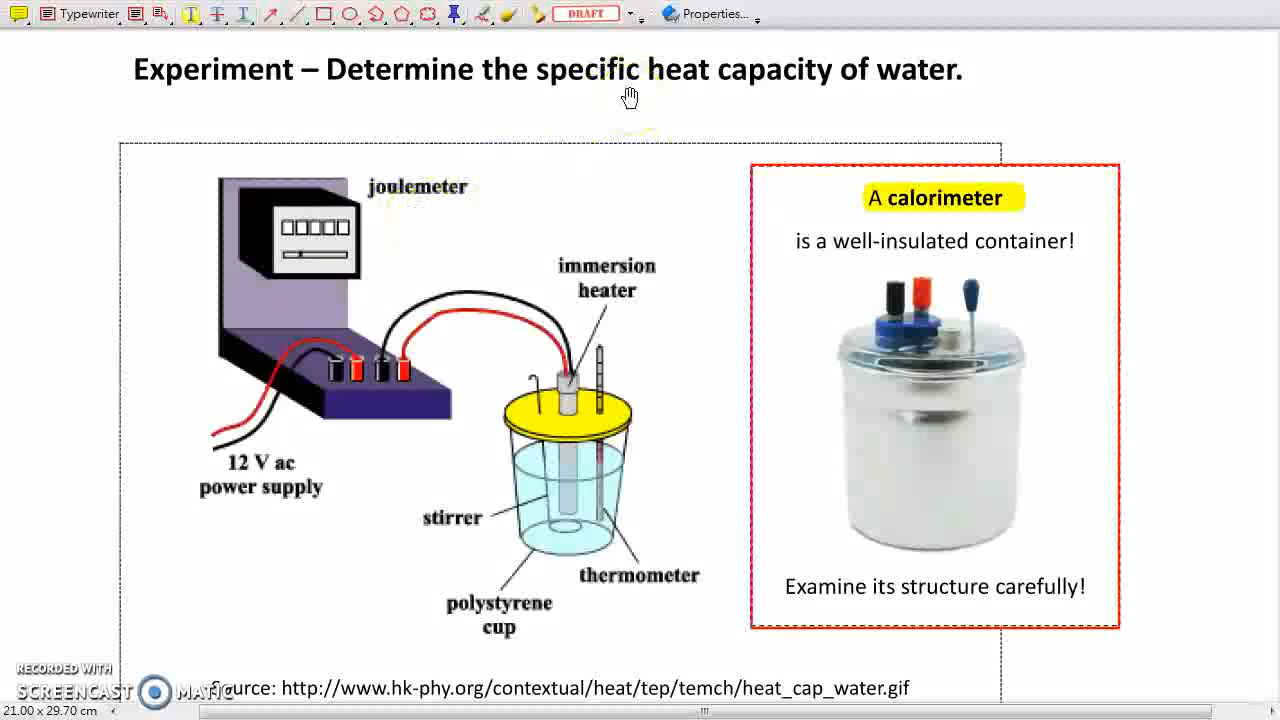 Typewriter
DRAFT
Properties...
Experiment – Determine the specific heat capacity of water.
joulemeter
immersion
heater
12 V ac
power supply
stirrer
thermometer
polystyrene
cup
A calorimeter
is a well-insulated container!
Examine its structure carefully!
RECORDED WITH
SCREENCAST MATIC
Source: http://www.hk-phy.org/contextual/heat/tep/temch/heat_cap_water.gif
21.00 x 29.70 cm